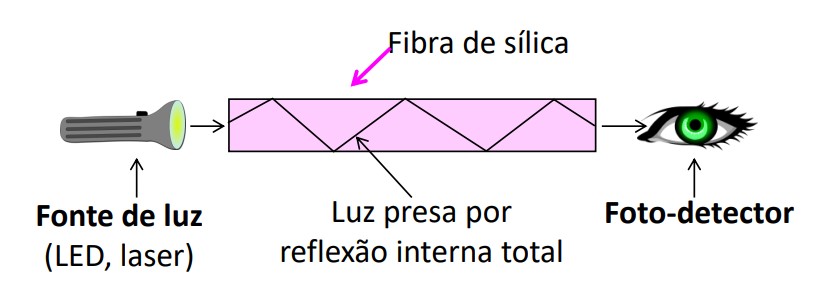 Fibra de sílica
Fonte de luz
(LED, laser)
Luz presa por
reflexão interna total
Foto-detector